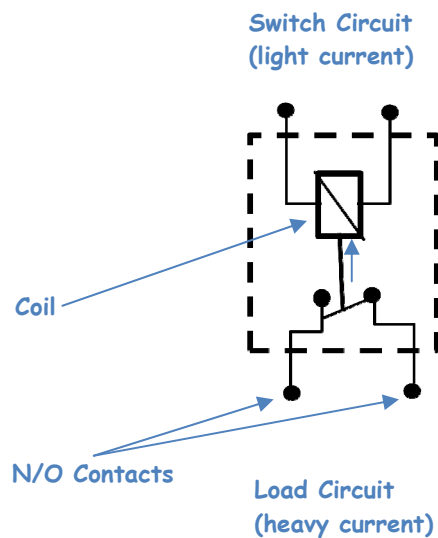 Switch Circuit
(light current)
Coil
N/O Contacts
Load Circuit
(heavy current)